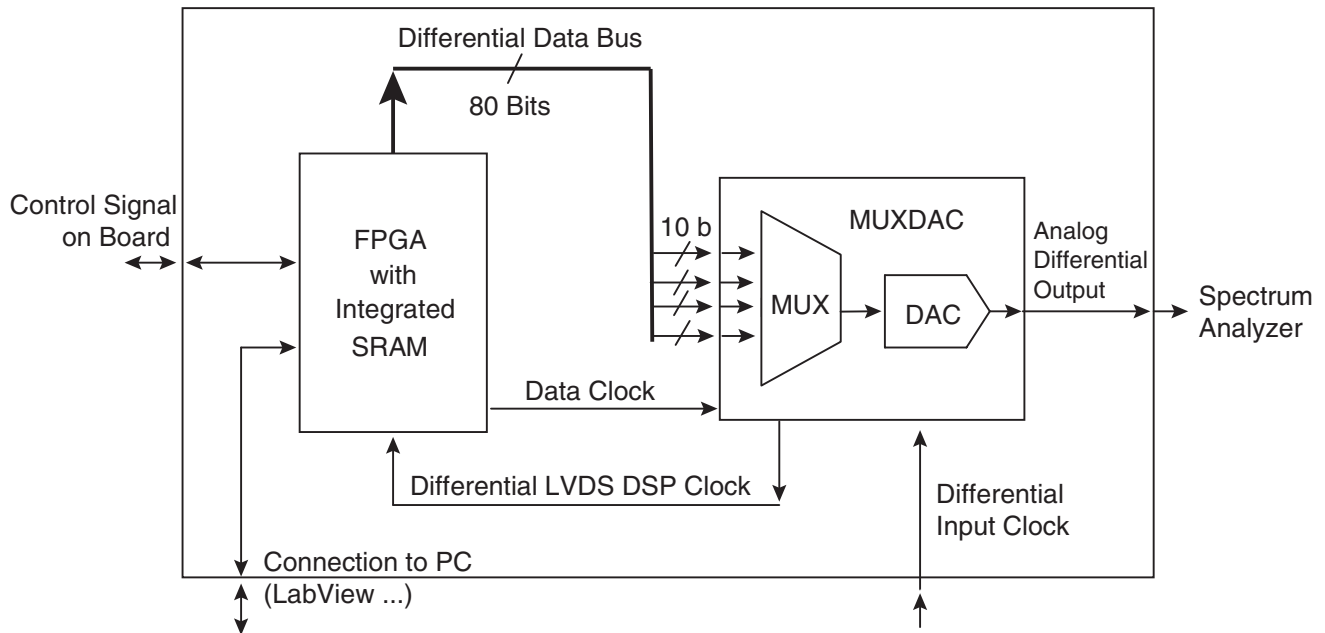 Differential Data Bus
80 Bits
Control Signal
on Board
FPGA
with
Integrated
SRAM
10 b
MUXDAC
MUX
DAC
Analog
Differential
Output
Spectrum
Analyzer
Data Clock
Differential LVDS DSP Clock
Differential
Input Clock
Connection to PC
(LabView ...)